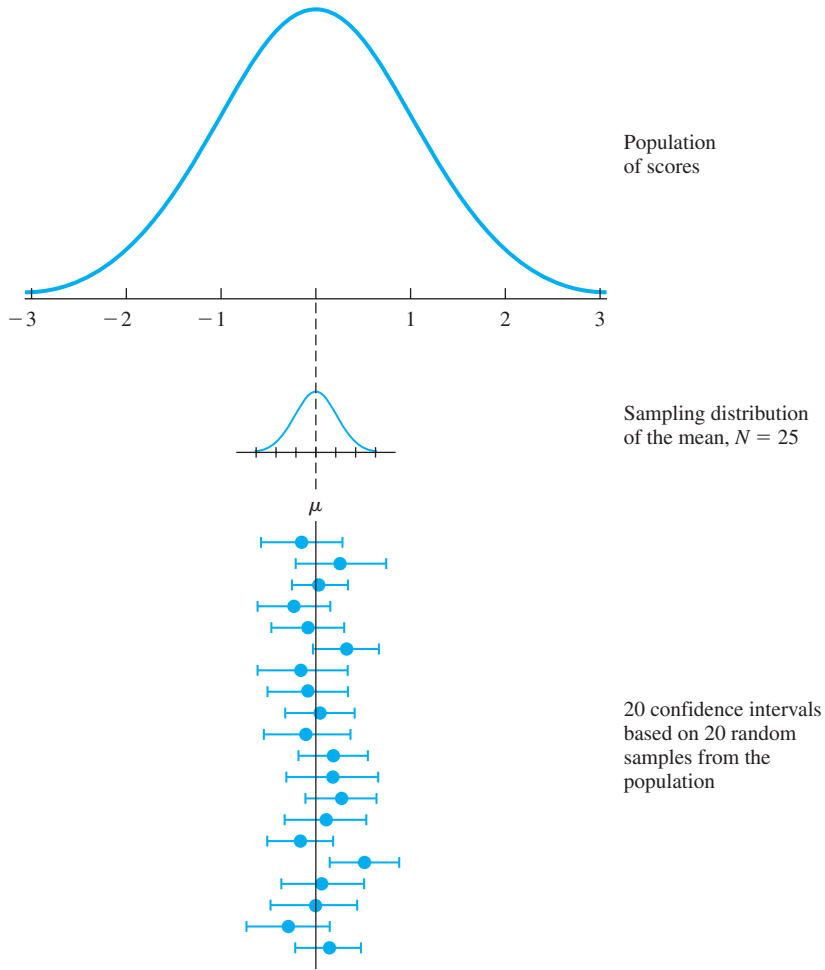 Population
of scores
−3 −2 −1 1 2 3
Sampling distribution
of the mean, N = 25
μ
20 confidence intervals
based on 20 random
samples from the
population